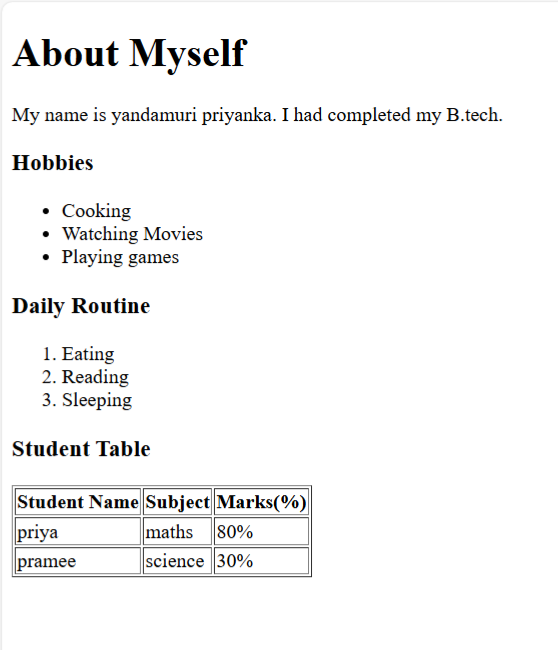 About Myself
My name is yandamuri priyanka. I had completed my B.tech.
Hobbies
• Cooking
• Watching Movies
• Playing games
Daily Routine
1. Eating
2. Reading
3. Sleeping
Student Table
Student Name Subject Marks(%)
priya maths 80%
pramee science 30%